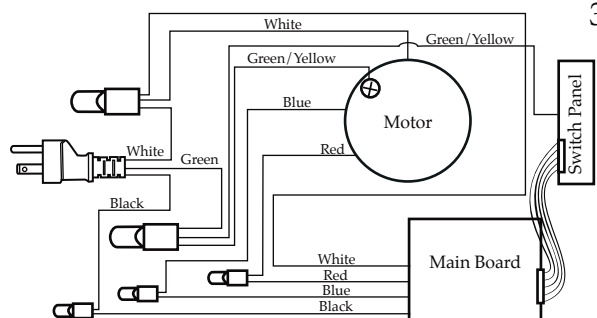 3
White
Green/Yellow
Green/Yellow
Blue
Motor
Switch Panel
White
Red
Green
Black
White
Main Board
Red
Blue
Black